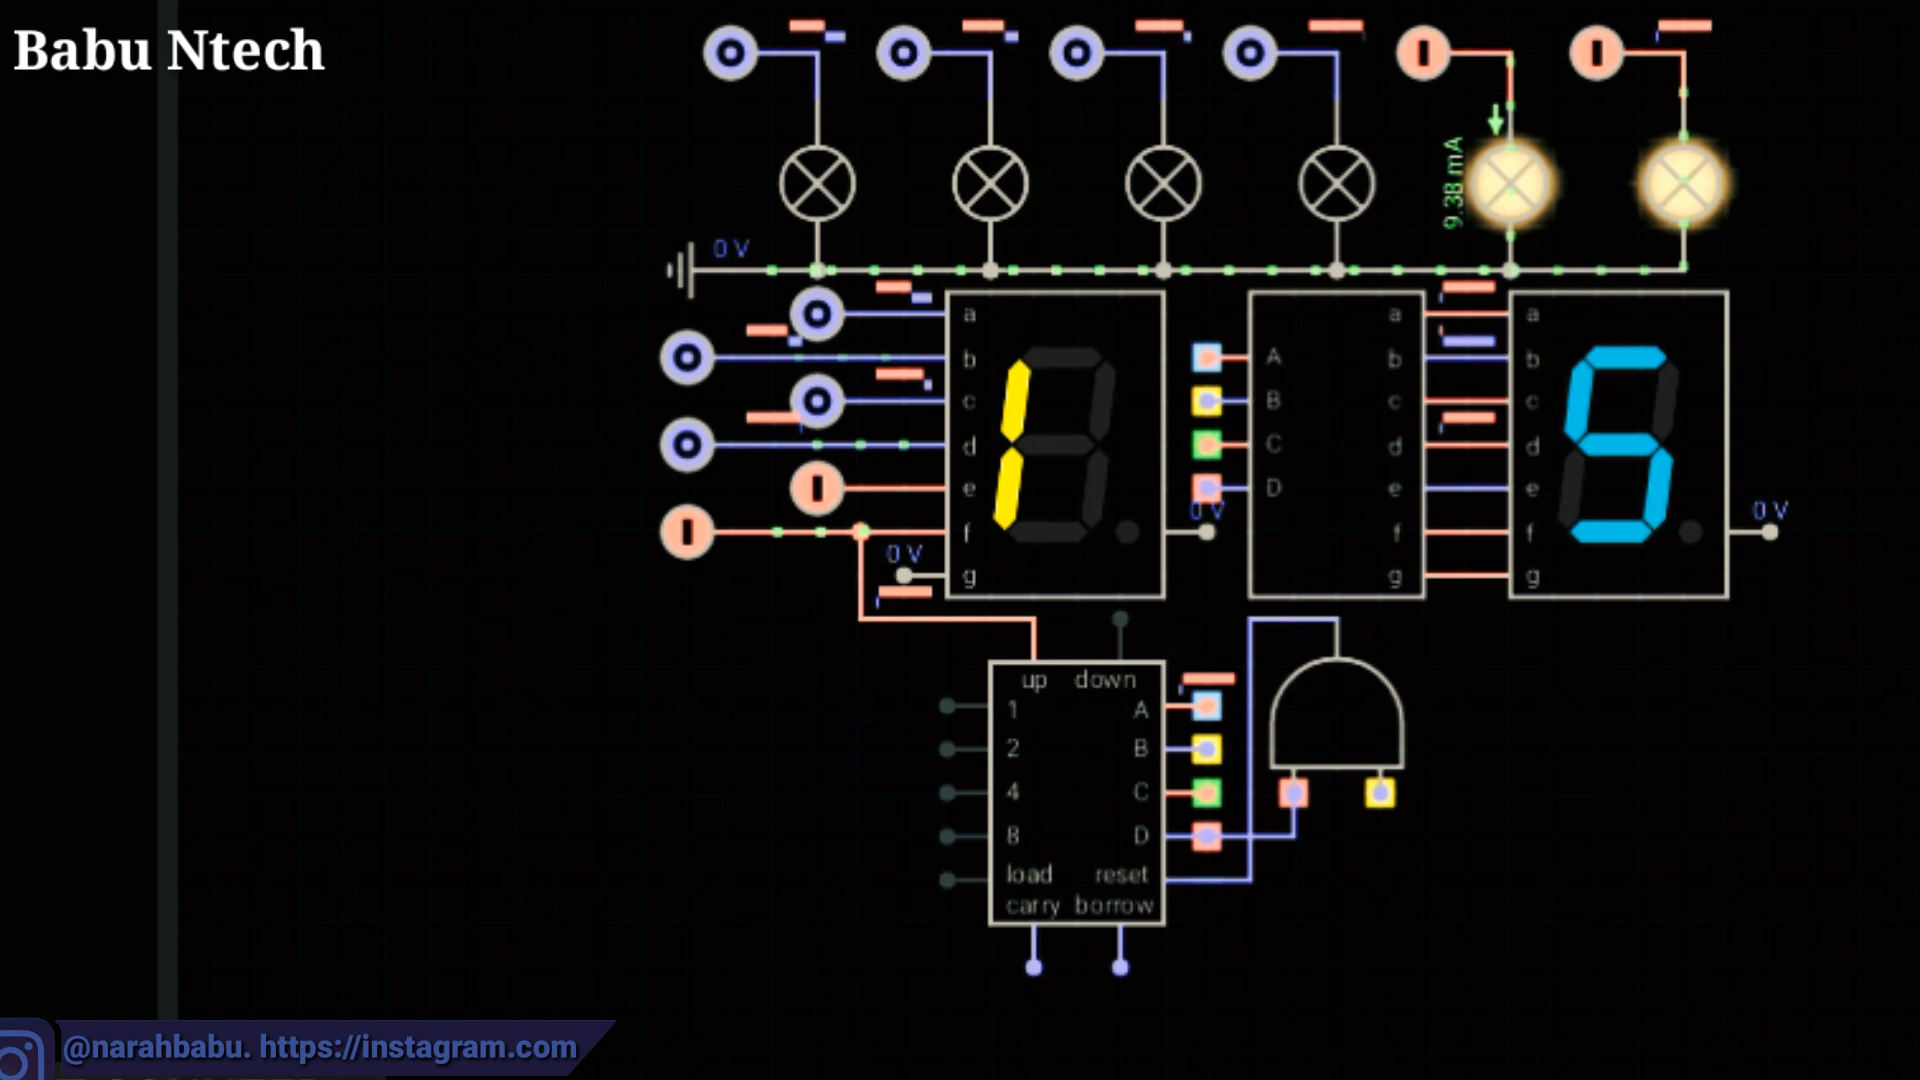 Babu Ntech
9.38 mA
0 V
a a a
b A b b
c B c c
d C d d
e D e e
0 V 0 V
f f f
0 V
g g g
up down
1 A
2 B
4 C
8 D
load reset
carry borrow
@narahbabu. https://instagram.com